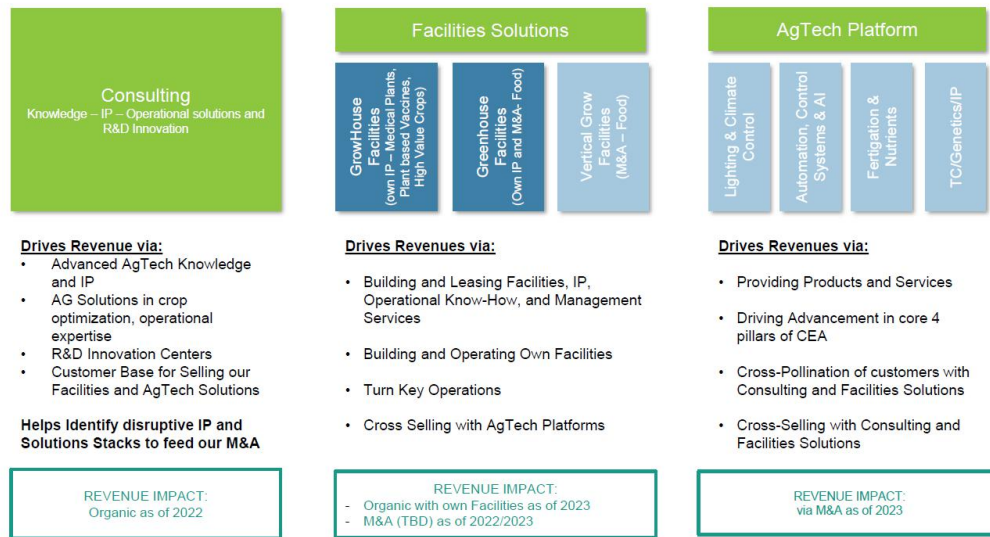 Consulting
Knowledge – IP – Operational solutions and
R&D Innovation
Drives Revenue via:
• Advanced AgTech Knowledge
and IP
• AG Solutions in crop
optimization, operational
expertise
• R&D Innovation Centers
• Customer Base for Selling our
Facilities and AgTech Solutions
Helps Identify disruptive IP and
Solutions Stacks to feed our M&A
REVENUE IMPACT:
Organic as of 2022
Facilities Solutions
GrowHouse
Facilities
(own IP – Medical Plants,
Plant based Vaccines,
High Value Crops)
Greenhouse
Facilities
(Own IP and M&A- Food)
Vertical Grow
Facilities
(M&A – Food)
Drives Revenues via:
• Building and Leasing Facilities, IP,
Operational Know-How, and Management
Services
• Building and Operating Own Facilities
• Turn Key Operations
• Cross Selling with AgTech Platforms
REVENUE IMPACT:
- Organic with own Facilities as of 2023
- M&A (TBD) as of 2022/2023
AgTech Platform
Lighting & Climate
Control
Automation, Control
Systems & AI
Fertigation &
Nutrients
TC/Genetics/IP
Drives Revenues via:
• Providing Products and Services
• Driving Advancement in core 4
pillars of CEA
• Cross-Pollination of customers with
Consulting and Facilities Solutions
• Cross-Selling with Consulting and
Facilities Solutions
REVENUE IMPACT:
via M&A as of 2023